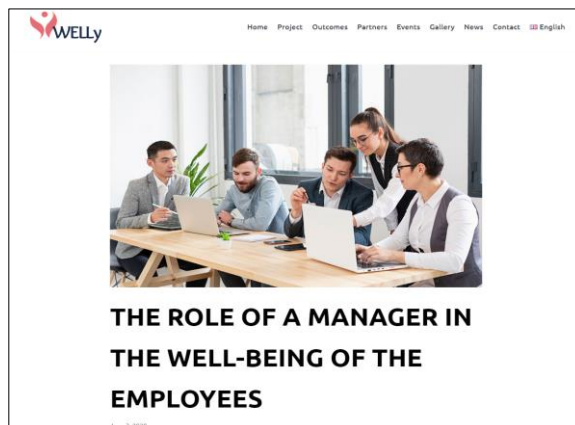 WELLy
Home Project Outcomes Partners Events Gallery News Contact English
THE ROLE OF A MANAGER IN
THE WELL-BEING OF THE
EMPLOYEES